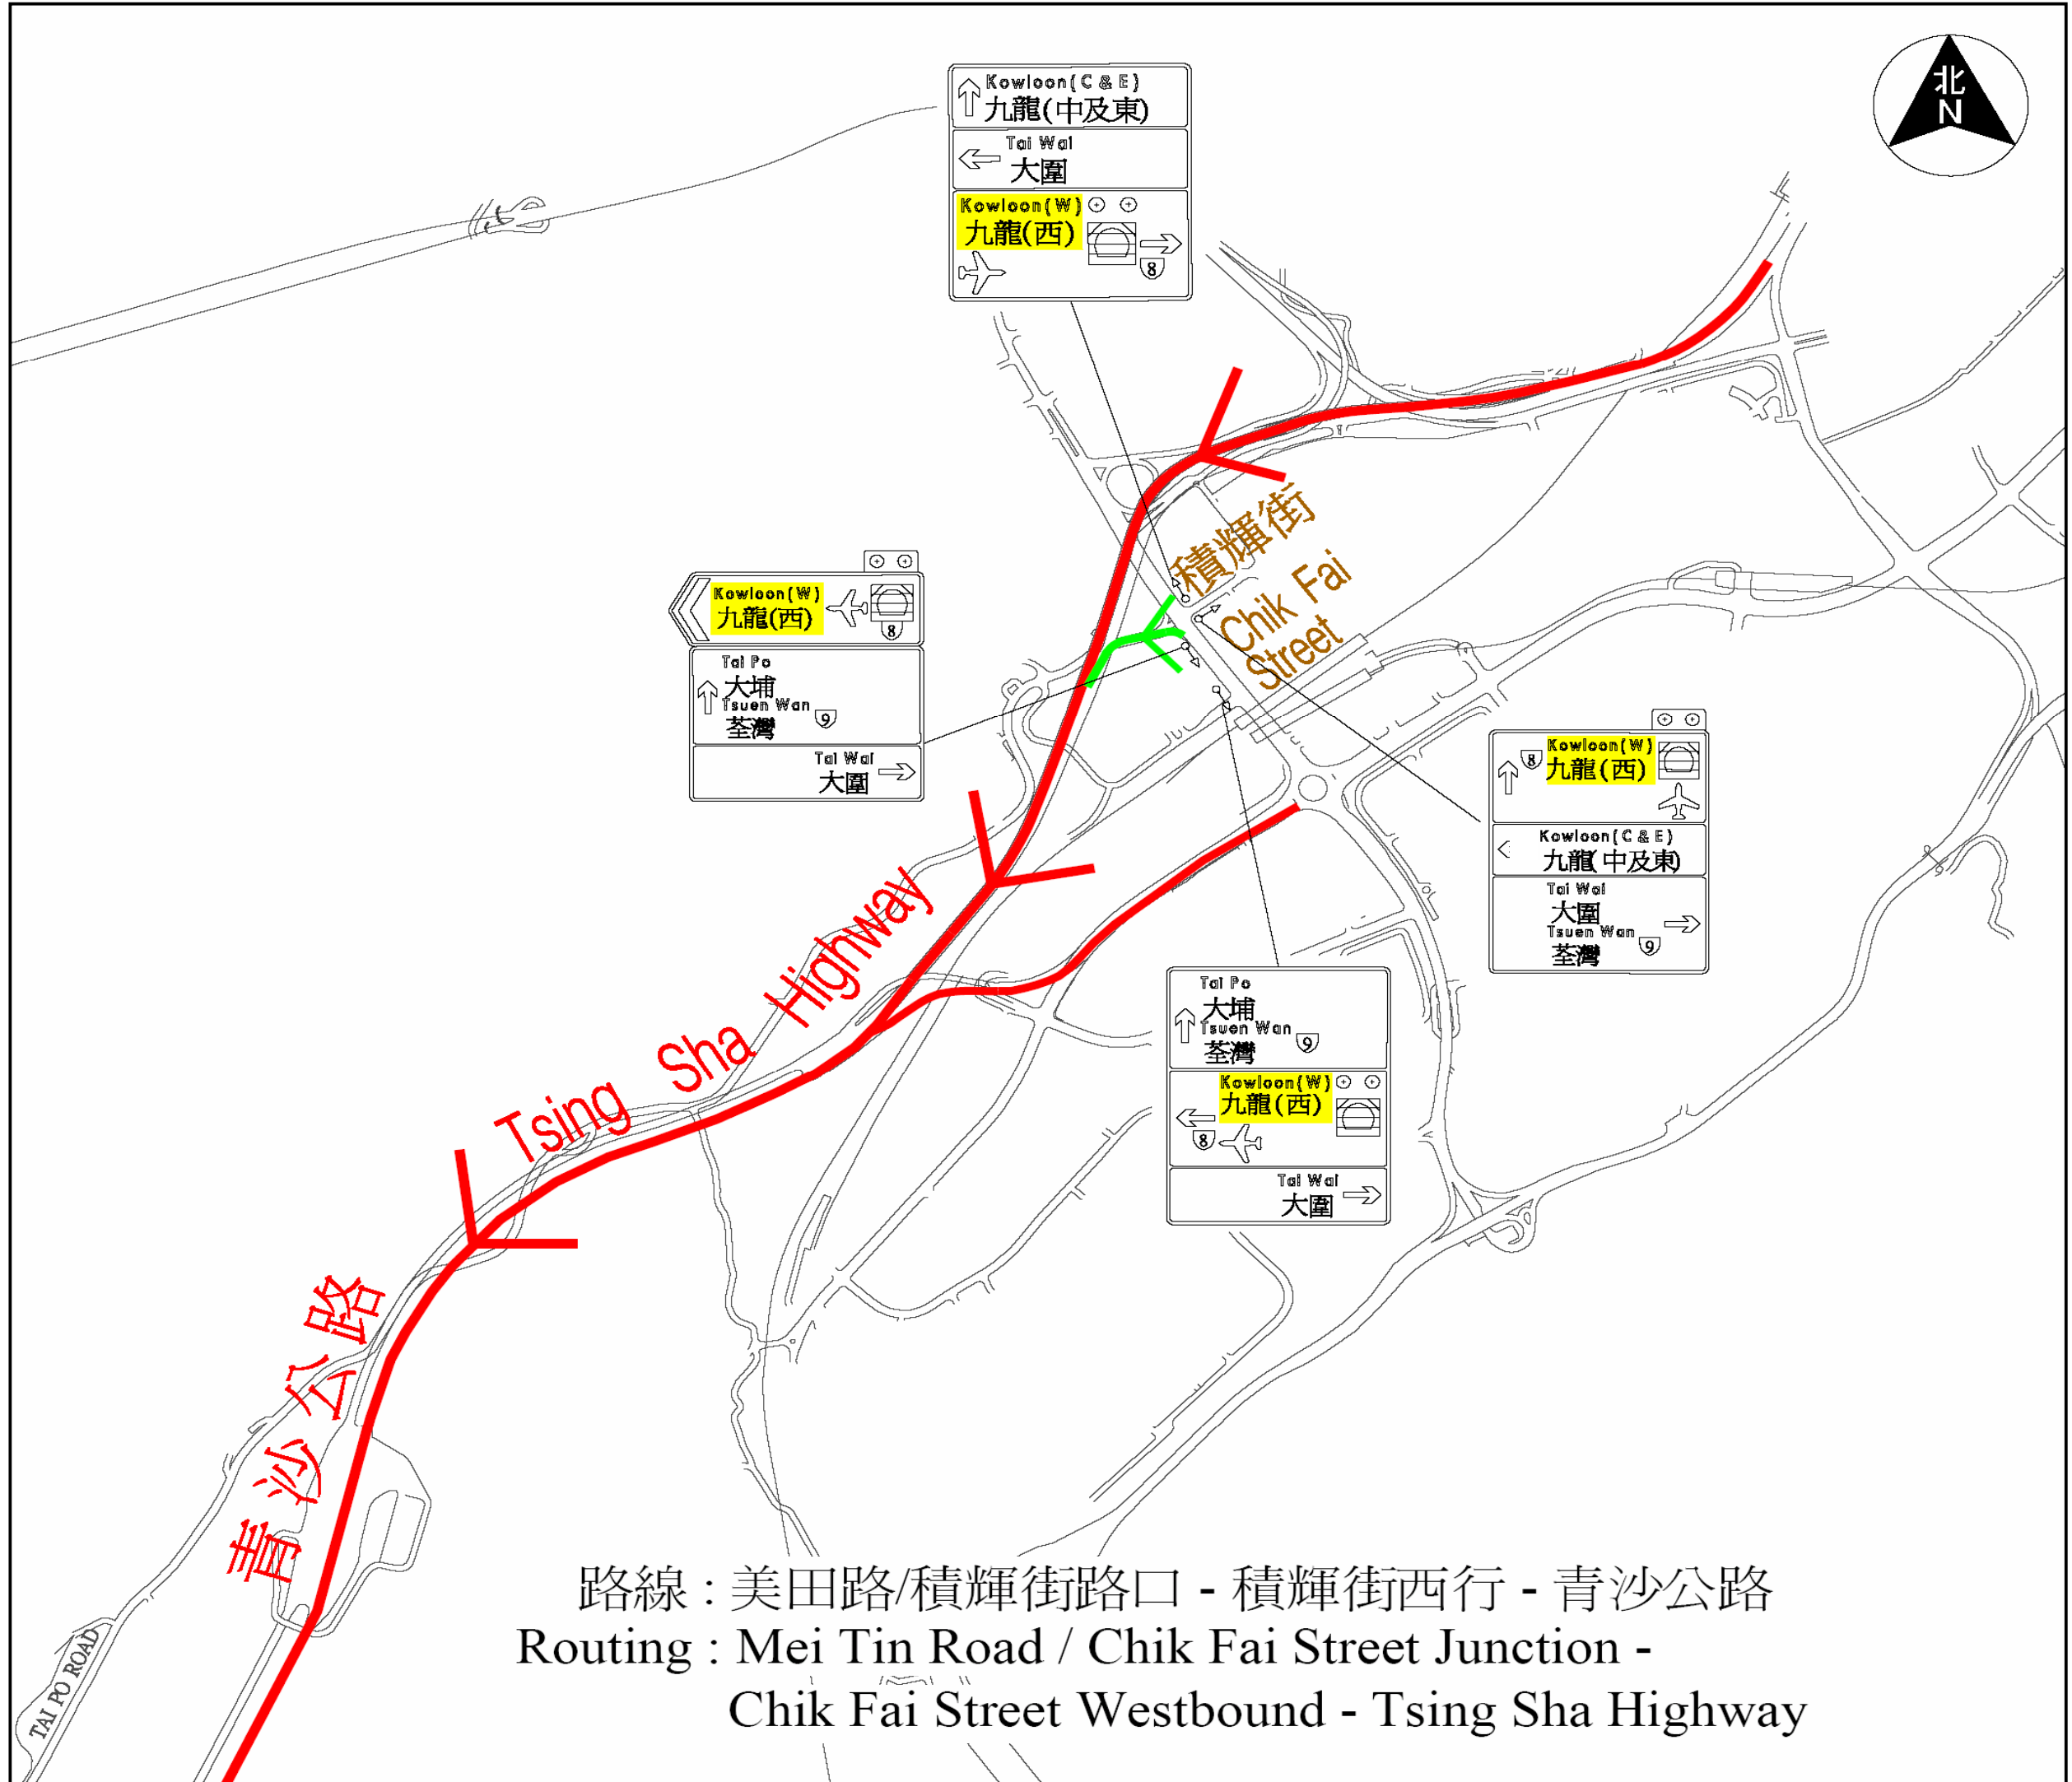 Kowloon(C & E)
九龍(中及東)
Tai Wai
大圍
Kowloon(W)
九龍(西)
8
北
N
積輝街
Chik Fai
Street
Kowloon(W)
九龍(西)
8
Tai Po
大埔
Tsuen Wan
荃灣
9
Tai Wai
大圍
8
Kowloon(W)
九龍(西)
Kowloon(C & E)
九龍(中及東)
Tai Wai
大圍
Tsuen Wan
荃灣
9
Tai Po
大埔
Tsuen Wan
荃灣
9
Kowloon(W)
九龍(西)
8
Tai Wai
大圍
Tsing Sha Highway
青沙公路
TAI PO ROAD
路線 : 美田路/積輝街路口 - 積輝街西行 - 青沙公路
Routing : Mei Tin Road / Chik Fai Street Junction -
Chik Fai Street Westbound - Tsing Sha Highway